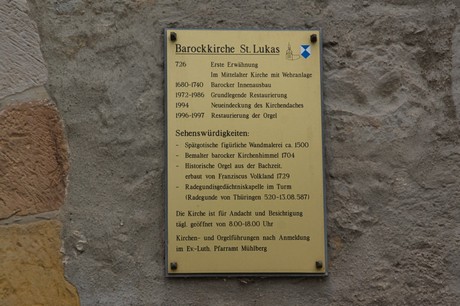 Barockkirche St. Lukas
726 Erste Erwähnung
Im Mittelalter Kirche mit Wehranlage
1680-1740 Barocker Innenausbau
1972-1986 Grundlegende Restaurierung
1994 Neueindeckung des Kirchendaches
1996-1997 Restaurierung der Orgel
Sehenswürdigkeiten:
- Spätgotische figürliche Wandmalerei ca. 1500
- Bemalter barocker Kirchenhimmel 1704
- Historische Orgel aus der Bachzeit,
erbaut von Franziscus Volkland 1729
- Radegundisgedächtniskapelle im Turm
(Radegunde von Thüringen 520-13.08.587)
Die Kirche ist für Andacht und Besichtigung
tägl. geöffnet von 8.00-18.00 Uhr
Kirchen- und Orgelführungen nach Anmeldung
im Ev.-Luth. Pfarramt Mühlberg